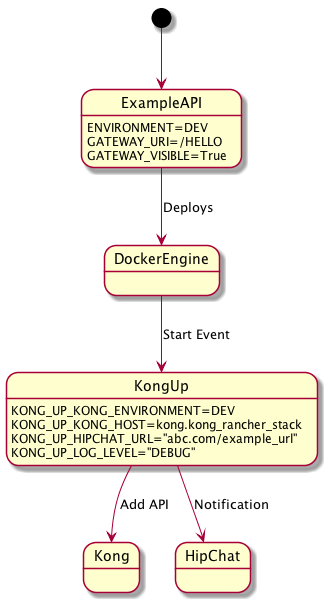 ExampleAPI
ENVIRONMENT=DEV
GATEWAY_URI=/HELLO
GATEWAY_VISIBLE=True
Deploys
DockerEngine
Start Event
KongUp
KONG_UP_KONG_ENVIRONMENT=DEV
KONG_UP_KONG_HOST=kong.kong_rancher_stack
KONG_UP_HIPCHAT_URL="abc.com/example_url"
KONG_UP_LOG_LEVEL="DEBUG"
Add API
Notification
Kong
HipChat